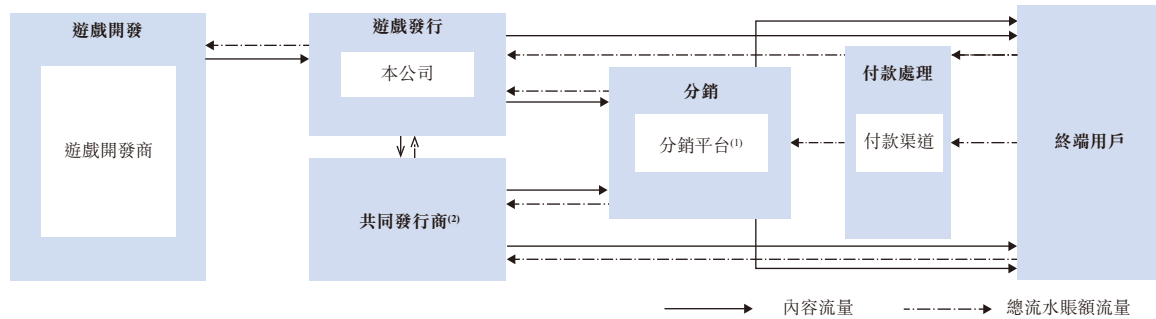 遊戲開發
遊戲開發商
遊戲發行
本公司
共同發行商(2)
分銷
分銷平台(1)
付款處理
付款渠道
終端用戶
內容流量
總流水賬額流量